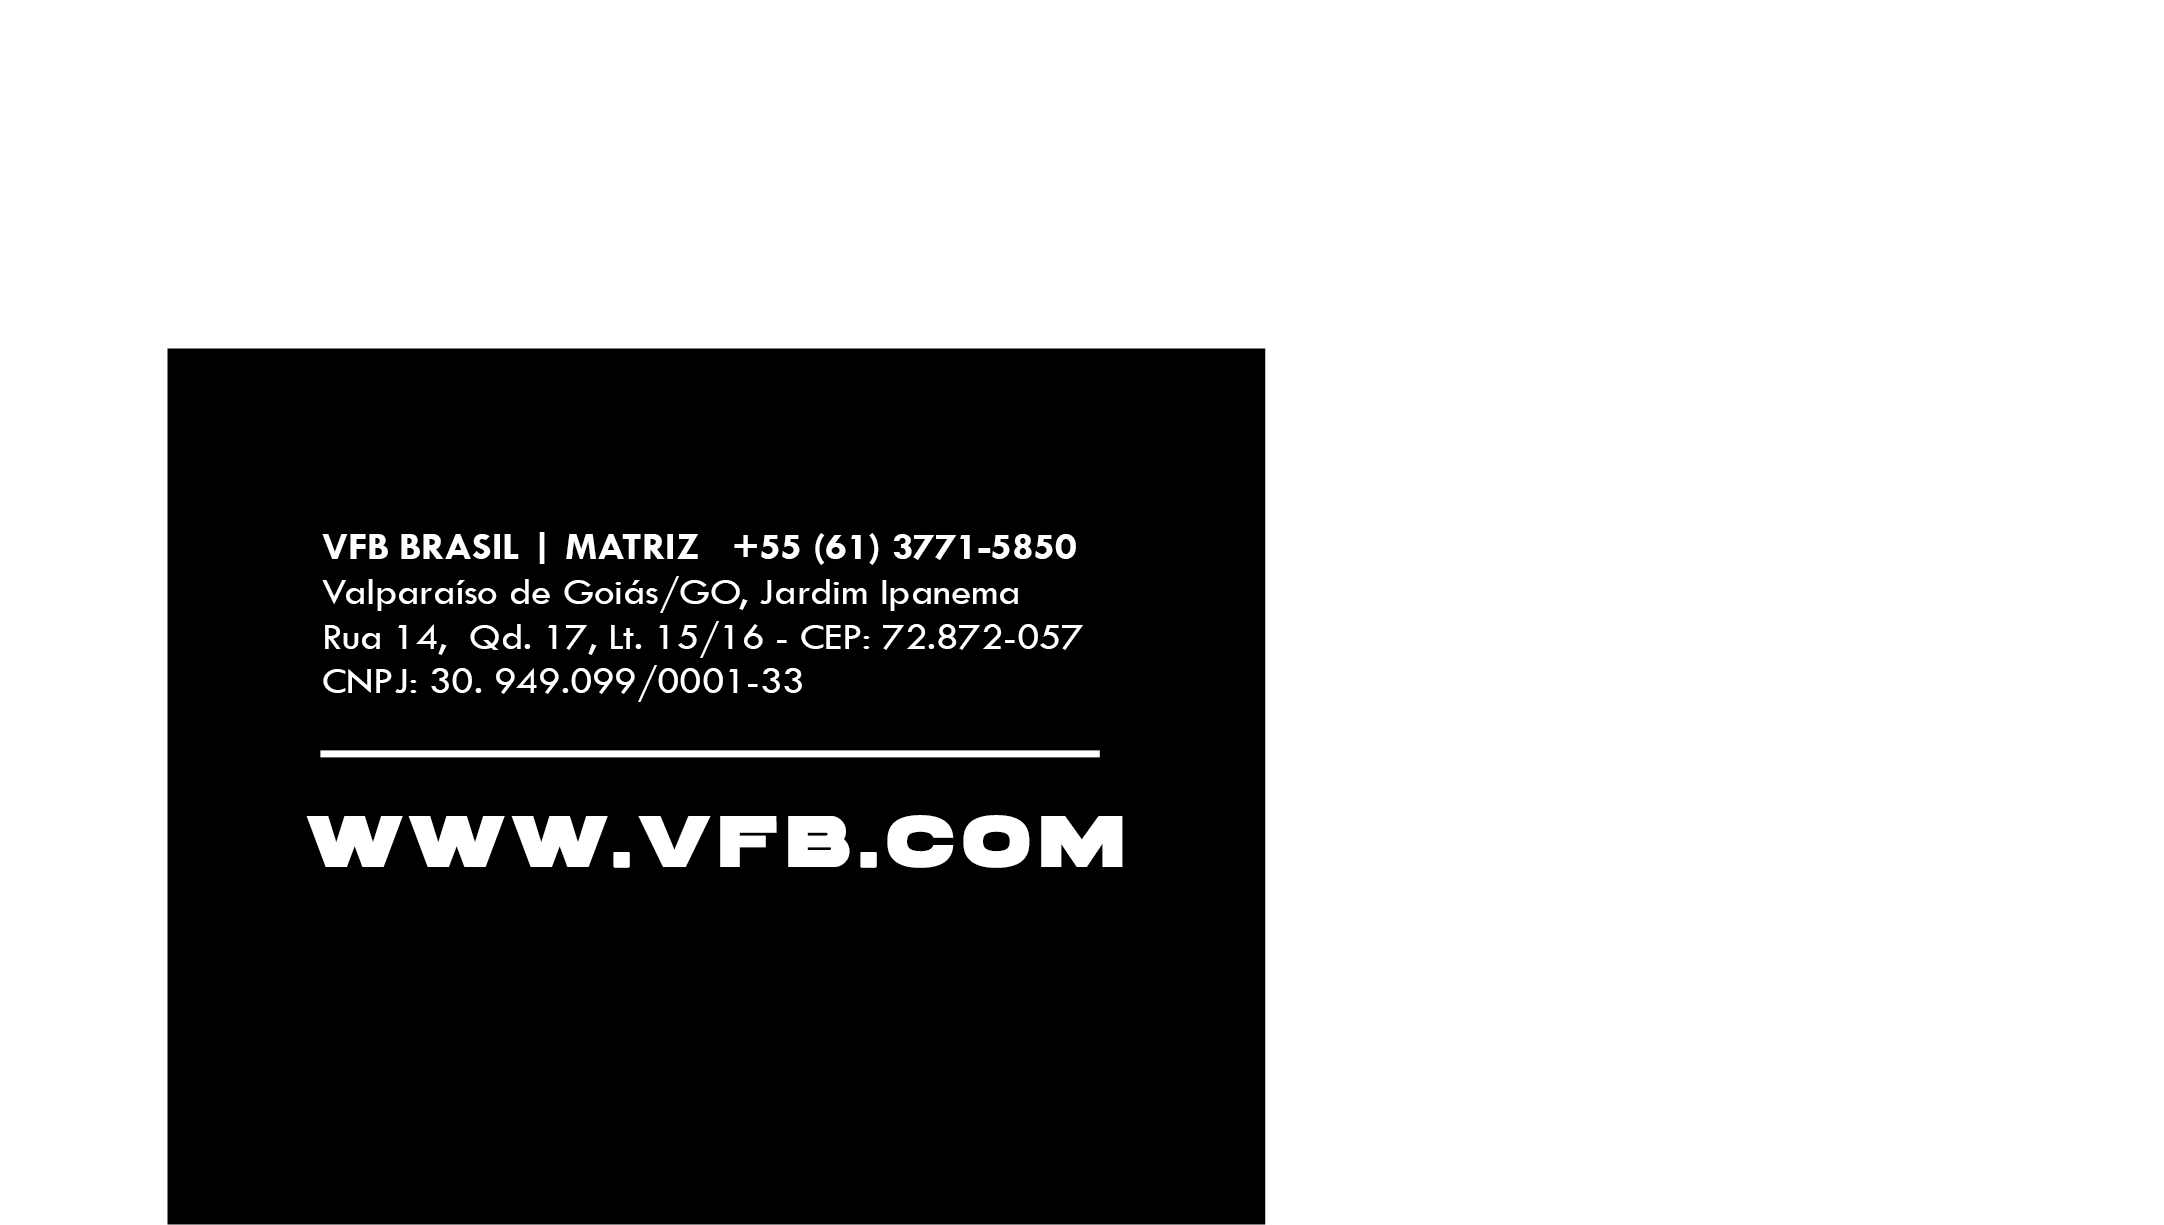 VFB BRASIL | MATRIZ   +55 (61) 3771-5850
Valparaíso de Goiás/GO, Jardim Ipanema
Rua 14,  Qd. 17, Lt. 15/16 - CEP: 72.872-057
CNPJ: 30. 949.099/0001-33
WWW.VFB.COM